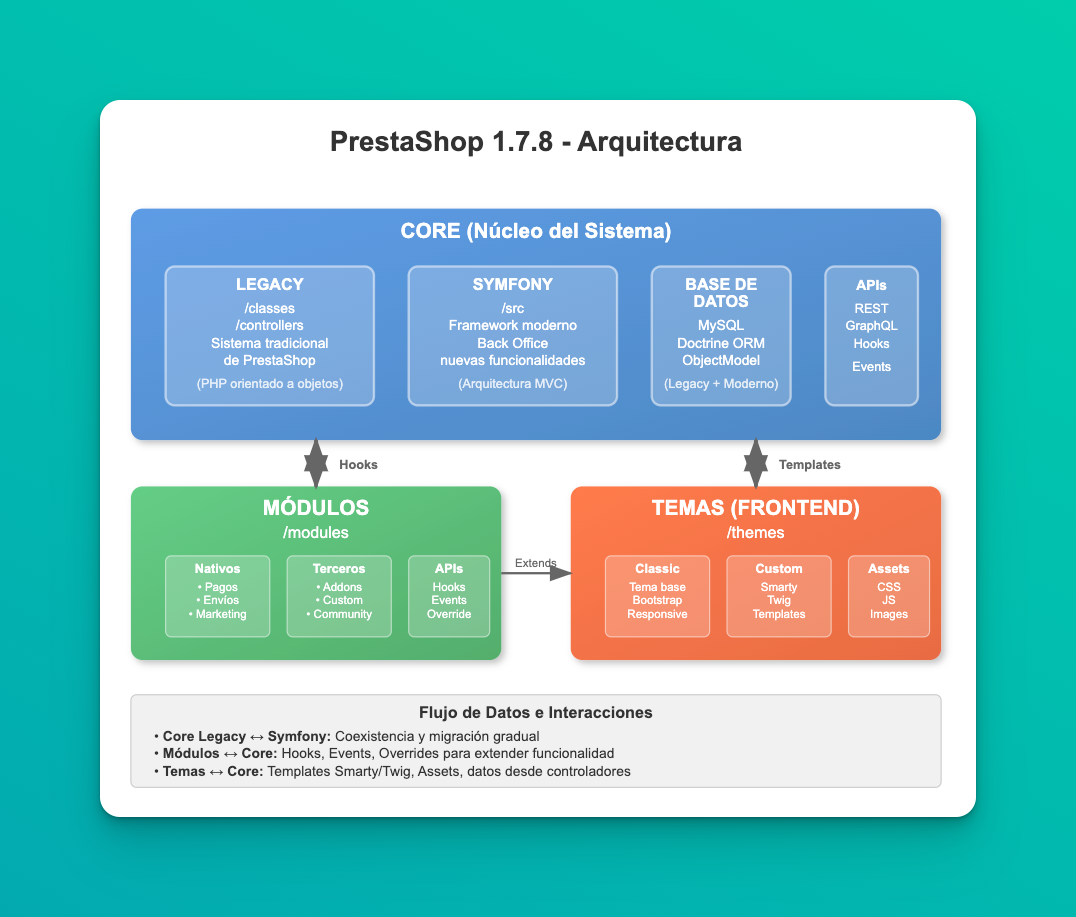 PrestaShop 1.7.8 - Arquitectura
CORE (Núcleo del Sistema)
LEGACY
/classes
/controllers
Sistema tradicional
de PrestaShop
(PHP orientado a objetos)
SYMFONY
/src
Framework moderno
Back Office
nuevas funcionalidades
(Arquitectura MVC)
BASE DE
DATOS
MySQL
Doctrine ORM
ObjectModel
(Legacy + Moderno)
APIs
REST
GraphQL
Hooks
Events
Hooks
Templates
MÓDULOS
/modules
Nativos
• Pagos
• Envíos
• Marketing
Terceros
• Addons
• Custom
• Community
APIs
Hooks
Events
Override
Extends
TEMAS (FRONTEND)
/themes
Classic
Tema base
Bootstrap
Responsive
Custom
Smarty
Twig
Templates
Assets
CSS
JS
Images
Flujo de Datos e Interacciones
• Core Legacy ↔ Symfony: Coexistencia y migración gradual
• Módulos ↔ Core: Hooks, Events, Overrides para extender funcionalidad
• Temas ↔ Core: Templates Smarty/Twig, Assets, datos desde controladores